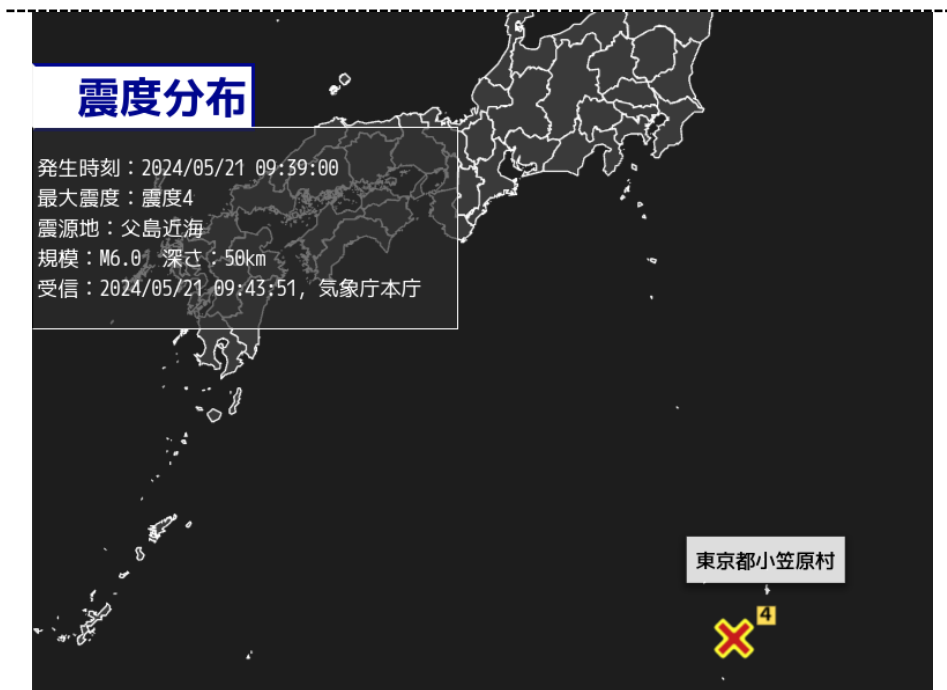 震度分布
発生時刻：2024/05/21 09:39:00
最大震度：震度4
震源地：父島近海
規模：M6.0　深さ：50km
受信：2024/05/21 09:43:51, 気象庁本庁
東京都小笠原村
4